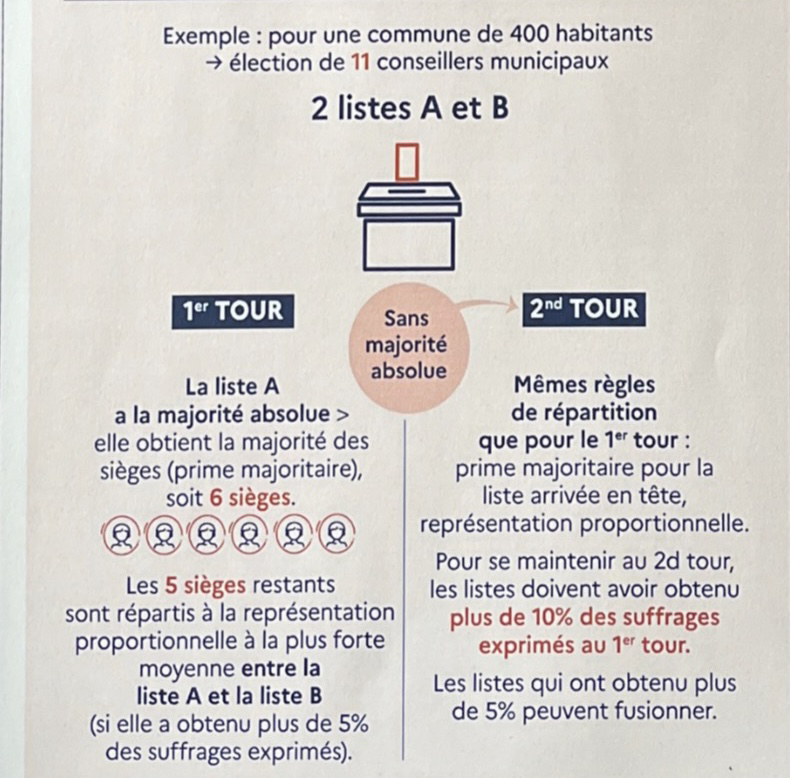 Exemple : pour une commune de 400 habitants
→ élection de 11 conseillers municipaux
2 listes A et B
1er TOUR
Sans
majorité
absolue
2nd TOUR
La liste A
a la majorité absolue >
elle obtient la majorité des
sièges (prime majoritaire),
soit 6 sièges.
Les 5 sièges restants
sont répartis à la représentation
proportionnelle à la plus forte
moyenne entre la
liste A et la liste B
(si elle a obtenu plus de 5%
des suffrages exprimés).
Mêmes règles
de répartition
que pour le 1er tour :
prime majoritaire pour la
liste arrivée en tête,
représentation proportionnelle.
Pour se maintenir au 2d tour,
les listes doivent avoir obtenu
plus de 10% des suffrages
exprimés au 1er tour.
Les listes qui ont obtenu plus
de 5% peuvent fusionner.